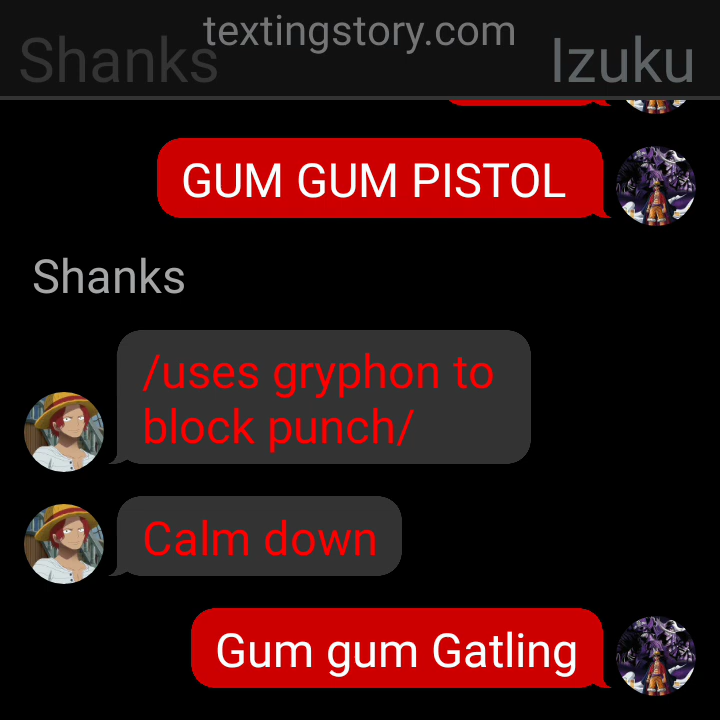 textingstory.com
Shanks
Izuku
GUM GUM PISTOL
Shanks
/uses gryphon to
block punch/
Calm down
Gum gum Gatling